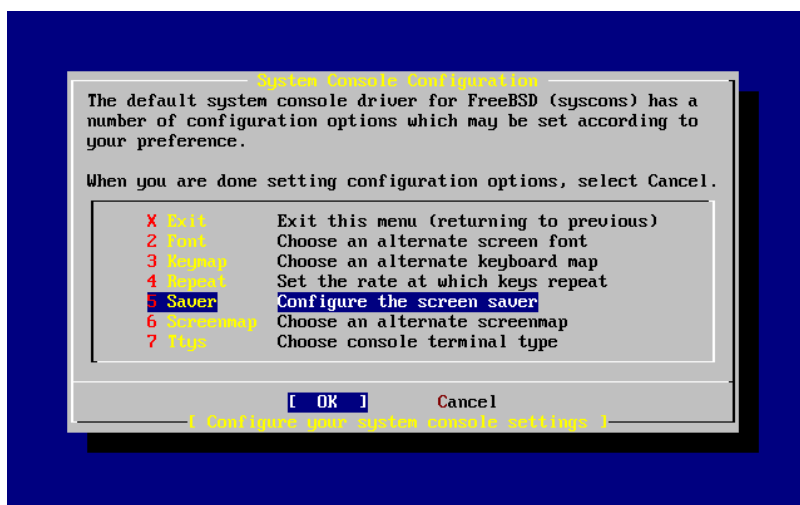 System Console Configuration
The default system console driver for FreeBSD (syscons) has a
number of configuration options which may be set according to
your preference.
When you are done setting configuration options, select Cancel.
X Exit Exit this menu (returning to previous)
2 Font Choose an alternate screen font
3 Keymap Choose an alternate keyboard map
4 Repeat Set the rate at which keys repeat
5 Saver Configure the screen saver
6 Screenmap Choose an alternate screenmap
7 Ttys Choose console terminal type
[ OK ] Cancel
[ Configure your system console settings ]